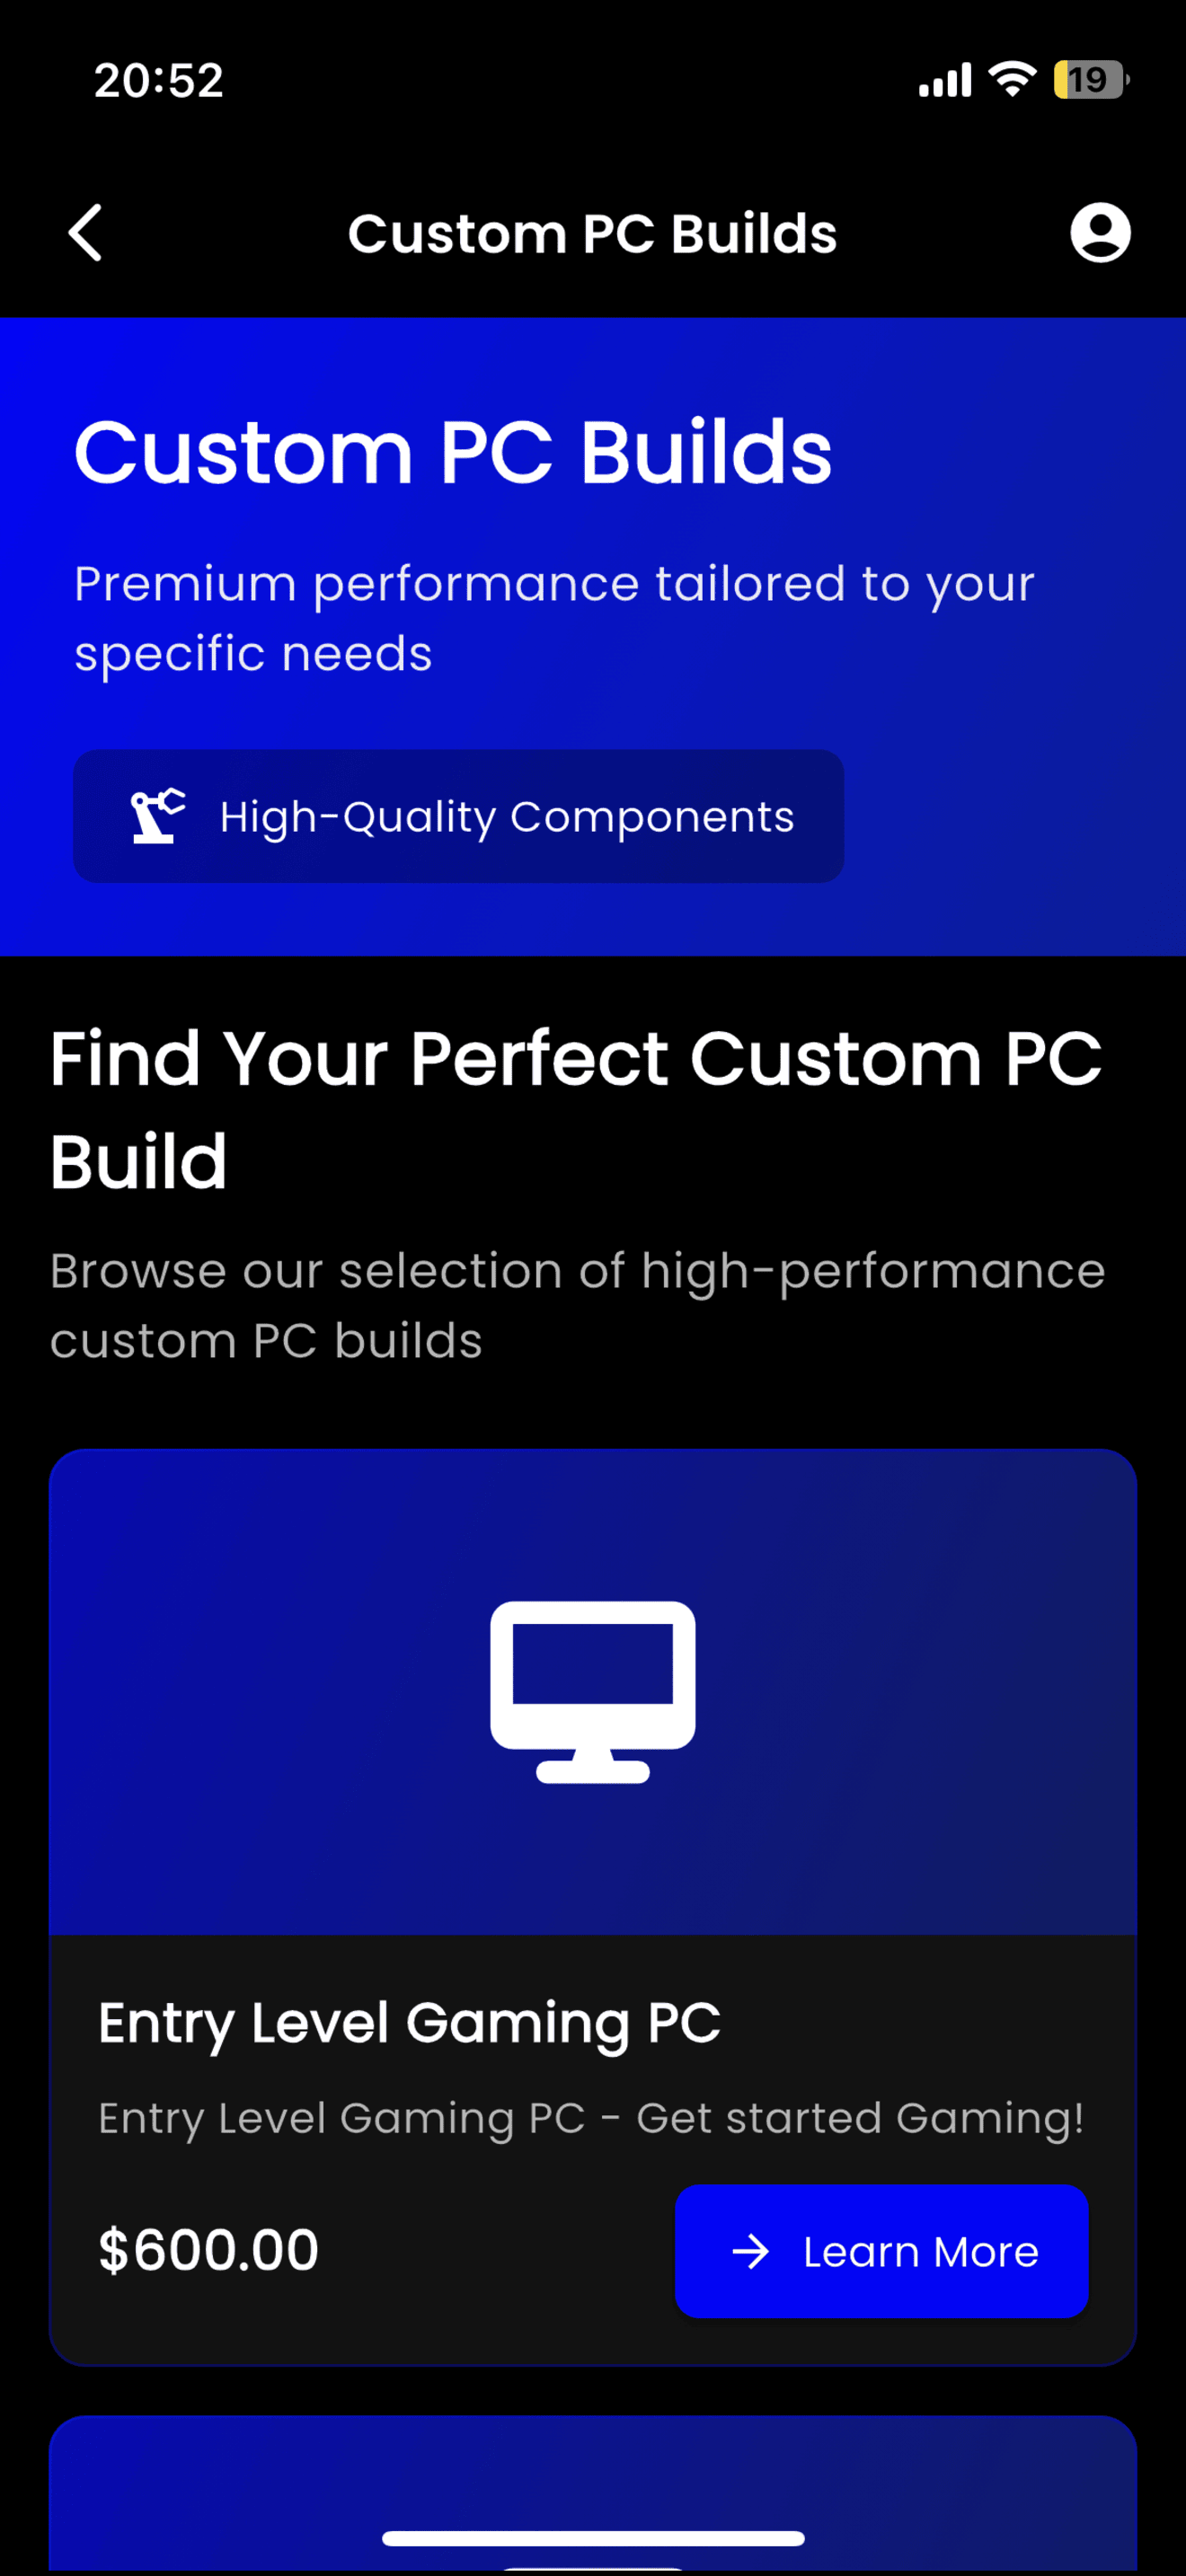 20:52
19
Custom PC Builds
Custom PC Builds
Premium performance tailored to your
specific needs
High-Quality Components
Find Your Perfect Custom PC
Build
Browse our selection of high-performance
custom PC builds
Entry Level Gaming PC
Entry Level Gaming PC - Get started Gaming!
$600.00
Learn More